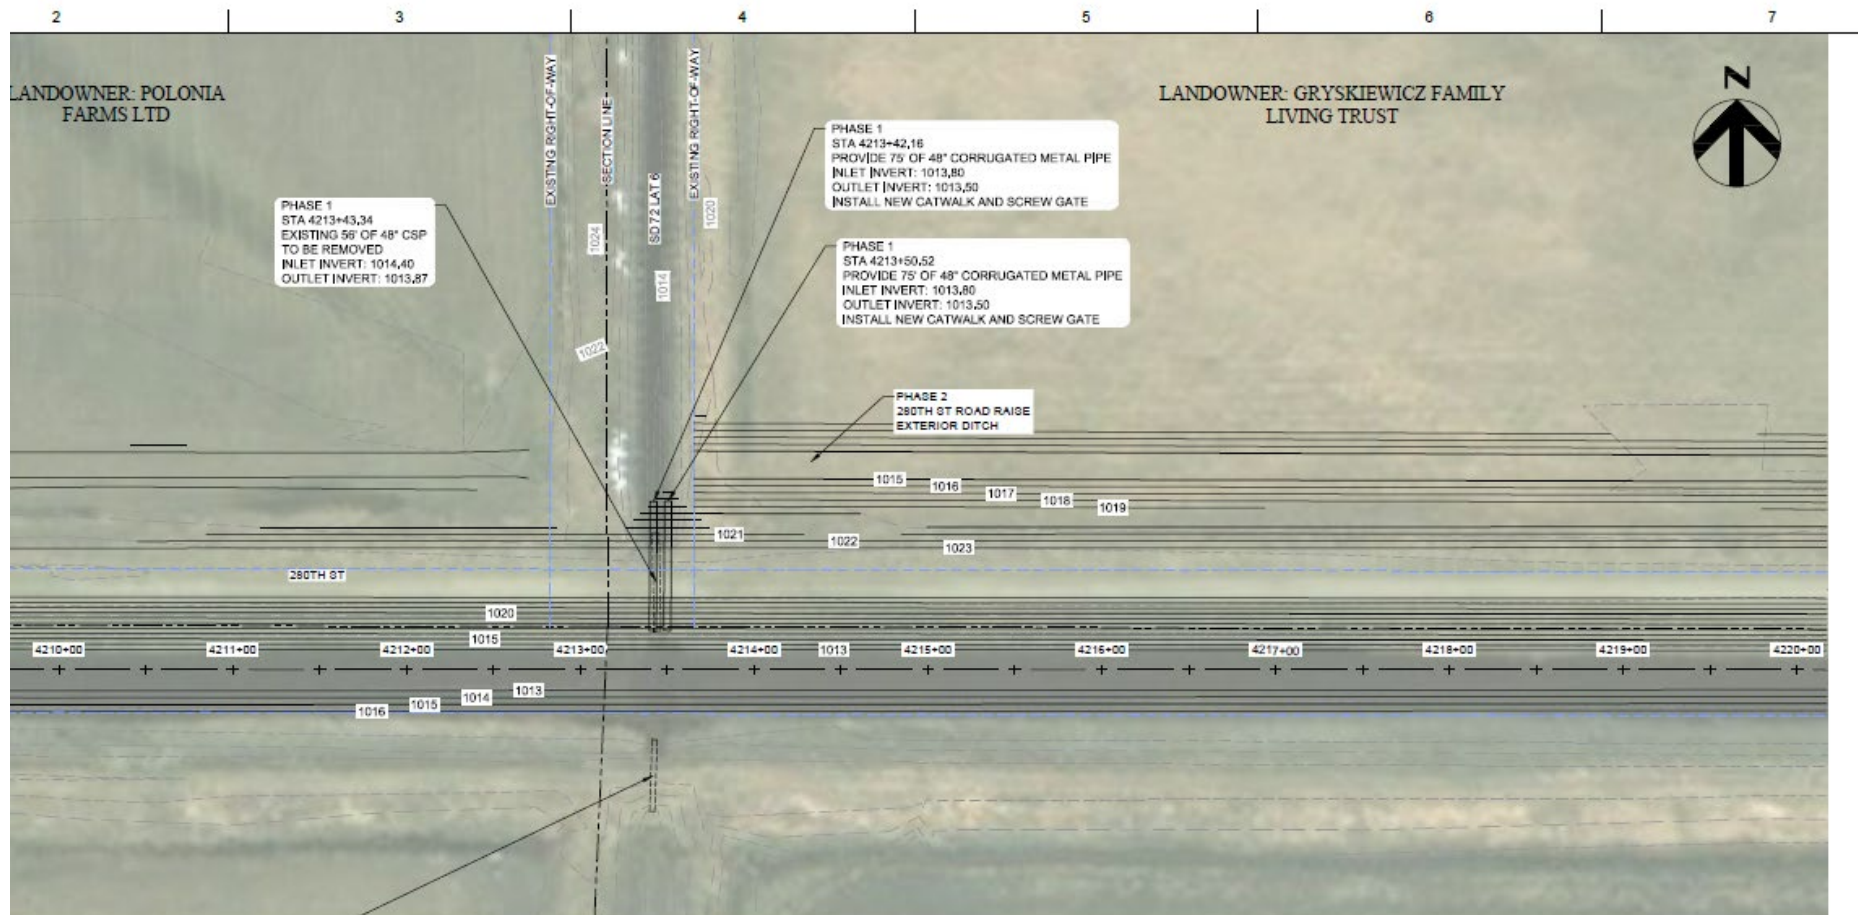 2 3 4 5 6 7
LANDOWNER: POLONIA
FARMS LTD
LANDOWNER: GRYSKIEWICZ FAMILY
LIVING TRUST
N
EXISTING RIGHT-OF-WAY
SECTION LINE
SD 72 LAT 6
EXISTING RIGHT-OF-WAY
PHASE 1
STA 4213+42.16
PROVIDE 75' OF 48" CORRUGATED METAL PIPE
INLET INVERT: 1013.80
OUTLET INVERT: 1013.50
INSTALL NEW CATWALK AND SCREW GATE
PHASE 1
STA 4213+43.34
EXISTING 56' OF 48" CSP
TO BE REMOVED
INLET INVERT: 1014.40
OUTLET INVERT: 1013.87
1024
1020
1014
1022
PHASE 1
STA 4213+50.52
PROVIDE 75' OF 48" CORRUGATED METAL PIPE
INLET INVERT: 1013.80
OUTLET INVERT: 1013.50
INSTALL NEW CATWALK AND SCREW GATE
PHASE 2
280TH ST ROAD RAISE
EXTERIOR DITCH
1015
1016
1017
1018
1019
1021
1022
1023
280TH ST
1020
1015
4210+00 4211+00 4212+00 4213+00 4214+00 1013 4215+00 4216+00 4217+00 4218+00 4219+00 4220+00
1013
1014
1015
1016